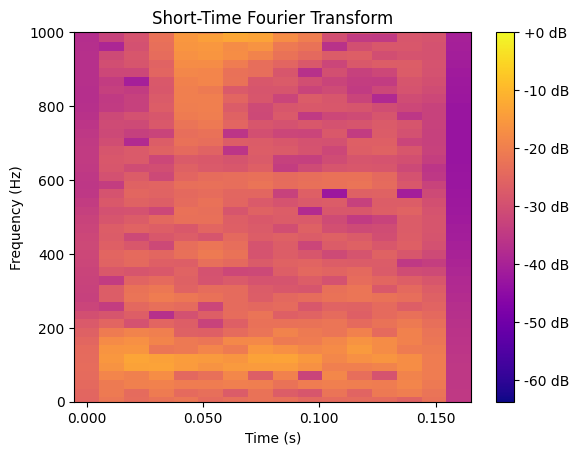 Short-Time Fourier Transform
Frequency (Hz)
1000
800
600
400
200
0
0.000
0.050
0.100
0.150
Time (s)
+0 dB
-10 dB
-20 dB
-30 dB
-40 dB
-50 dB
-60 dB